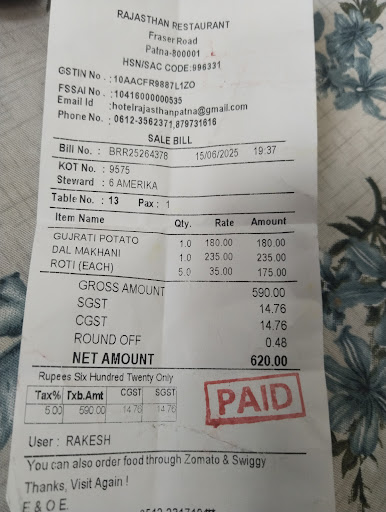 RAJASTHAN RESTAURANT
Fraser Road
Patna-800001
HSN/SAC CODE:996331
GSTIN No. :10AACFR9887L1ZO
FSSAI No. :10416000000535
Email Id :hotelrajasthanpatna@gmail.com
Phone No. : 0612-3562371,879731616
SALE BILL
Bill No. : BRR25264378 15/06/2025 19:37
KOT No. : 9575
Steward : 6 AMERIKA
Table No. : 13 Pax : 1
Item Name Qty. Rate Amount
GUJRATI POTATO 1.0 180.00 180.00
DAL MAKHANI 1.0 235.00 235.00
ROTI (EACH) 5.0 35.00 175.00
GROSS AMOUNT 590.00
SGST 14.76
CGST 14.76
ROUND OFF 0.48
NET AMOUNT 620.00
Rupees Six Hundred Twenty Only
Tax% Txb.Amt CGST SGST
5.00 590.00 14.76 14.76
PAID
User : RAKESH
You can also order food through Zomato & Swiggy
Thanks, Visit Again !
E & O E